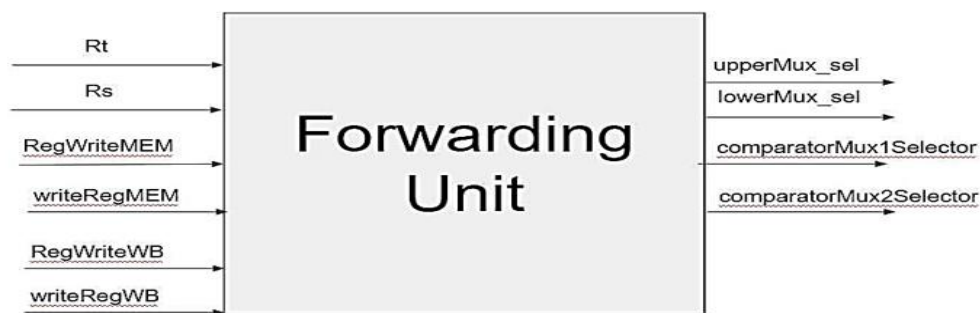 Rt
Rs
RegWriteMEM
writeRegMEM
RegWriteWB
writeRegWB
Forwarding
Unit
upperMux_sel
lowerMux_sel
comparatorMux1Selector
comparatorMux2Selector